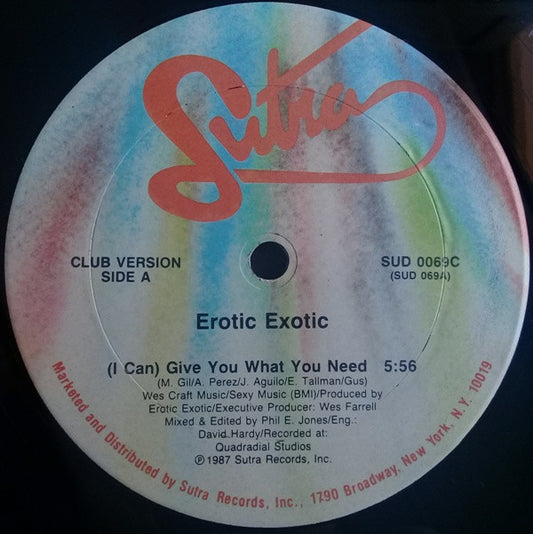 Sutra
CLUB VERSION
SIDE A
SUD 0069C
(SUD 069A)
Erotic Exotic
(I Can) Give You What You Need 5:56
(M. Gil/A. Perez/J. Aguilo/E. Tallman/Gus)
Wes Craft Music/Sexy Music (BMI)/Produced by
Erotic Exotic/Executive Producer: Wes Farrell
Mixed & Edited by Phil E. Jones/Eng.:
David Hardy/Recorded at:
Quadradial Studios
℗ 1987 Sutra Records, Inc.
Marketed and Distributed by Sutra Records, Inc., 1790 Broadway, New York, N.Y. 10019